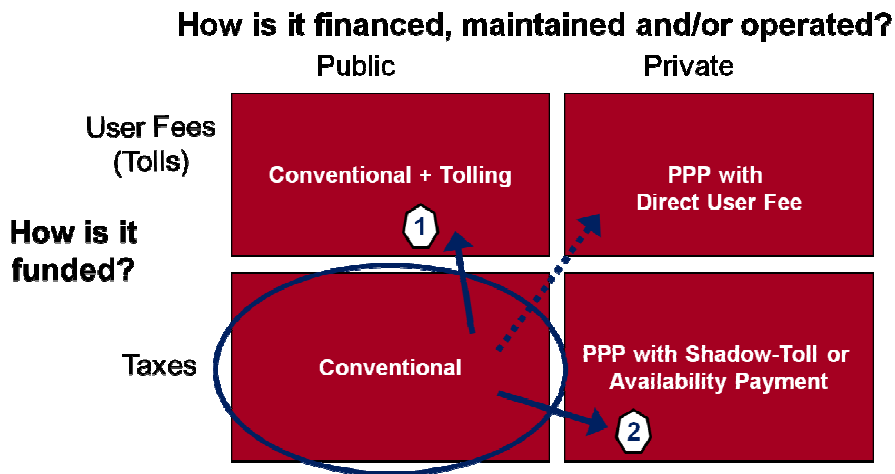 How is it financed, maintained and/or operated?
Public
Private
User Fees
(Tolls)
Conventional + Tolling
1
PPP with
Direct User Fee
How is it
funded?
Taxes
Conventional
PPP with Shadow-Toll or
Availability Payment
2